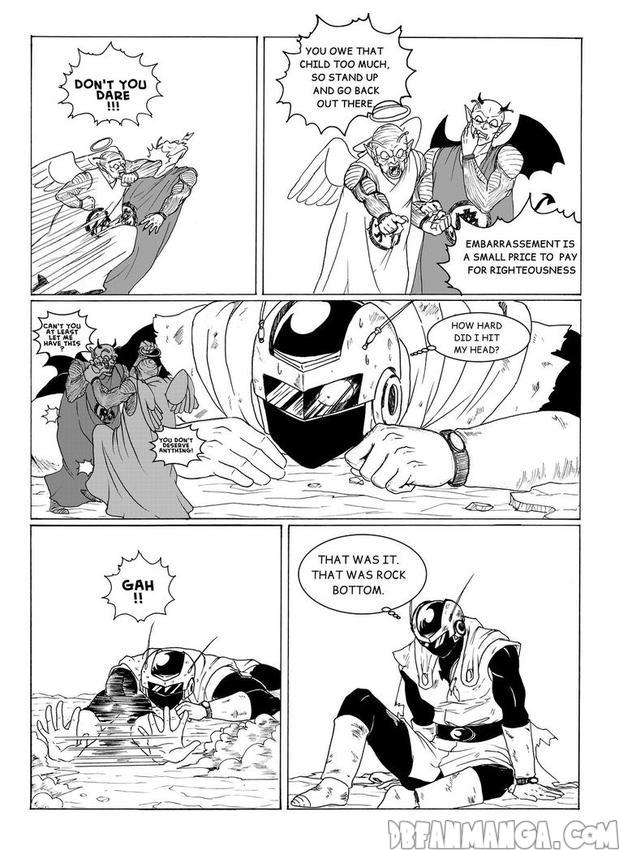 DON'T YOU
DARE
!!!
YOU OWE THAT
CHILD TOO MUCH,
SO STAND UP
AND GO BACK
OUT THERE.
EMBARRASSEMENT IS
A SMALL PRICE TO PAY
FOR RIGHTEOUSNESS
CAN'T YOU
AT LEAST
LET ME
HAVE THIS
?
YOU DON'T
DESERVE
ANYTHING!
HOW HARD
DID I HIT
MY HEAD?
GAH
!!
THAT WAS IT.
THAT WAS ROCK
BOTTOM.
DBFANMANGA.COM